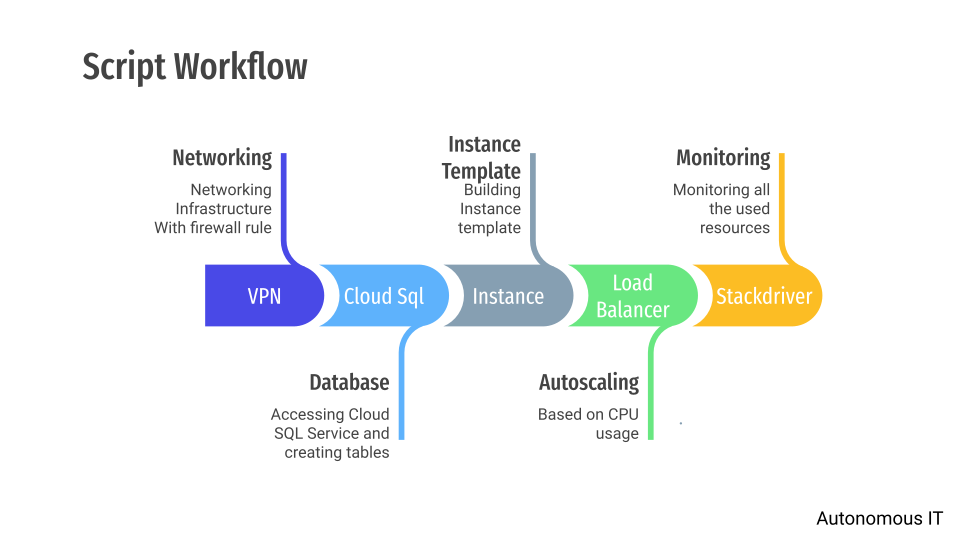 Script Workflow
Networking
Networking
Infrastructure
With firewall rule
Instance
Template
Building
Instance
template
Monitoring
Monitoring all
the used
resources
VPN
Cloud Sql
Instance
Load
Balancer
Stackdriver
Database
Accessing Cloud
SQL Service and
creating tables
Autoscaling
Based on CPU
usage
.
Autonomous IT